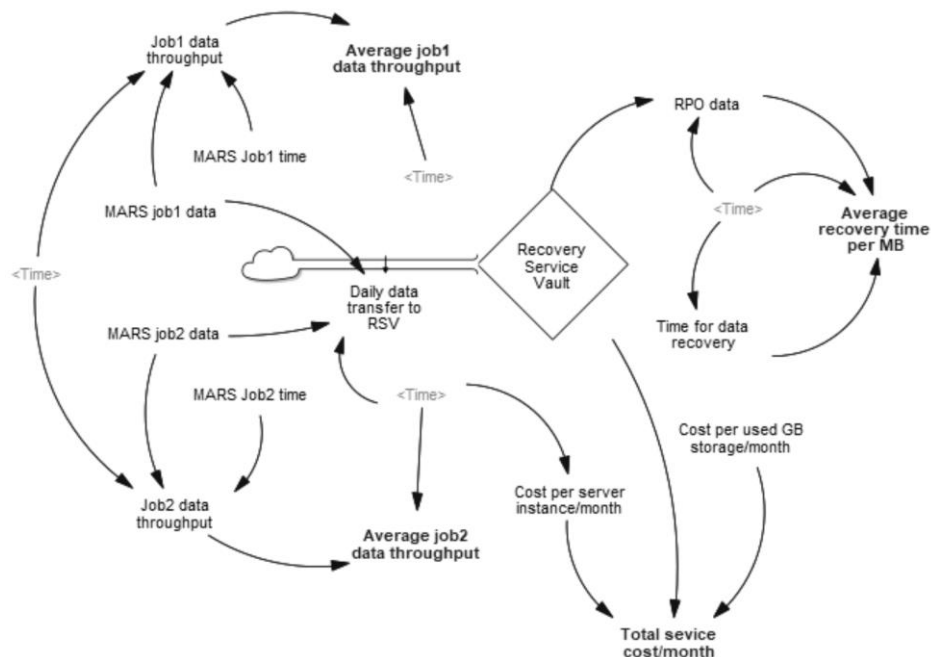 Job1 data
throughput
Average job1
data throughput
RPO data
MARS Job1 time
<Time>
MARS job1 data
<Time>
Average
recovery time
per MB
Recovery
Service
Vault
<Time>
Daily data
transfer to
RSV
MARS job2 data
Time for data
recovery
MARS Job2 time
<Time>
Cost per used GB
storage/month
Job2 data
throughput
Cost per server
instance/month
Average job2
data throughput
Total sevice
cost/month